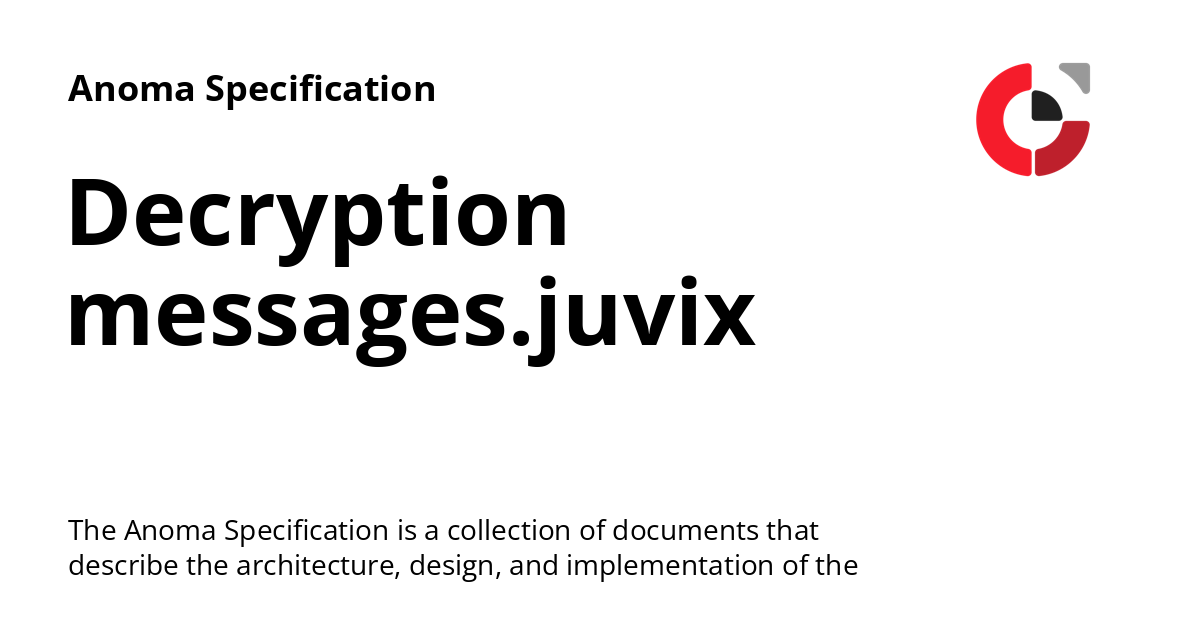 Anoma Specification
Decryption
messages.juvix
The Anoma Specification is a collection of documents that
describe the architecture, design, and implementation of the